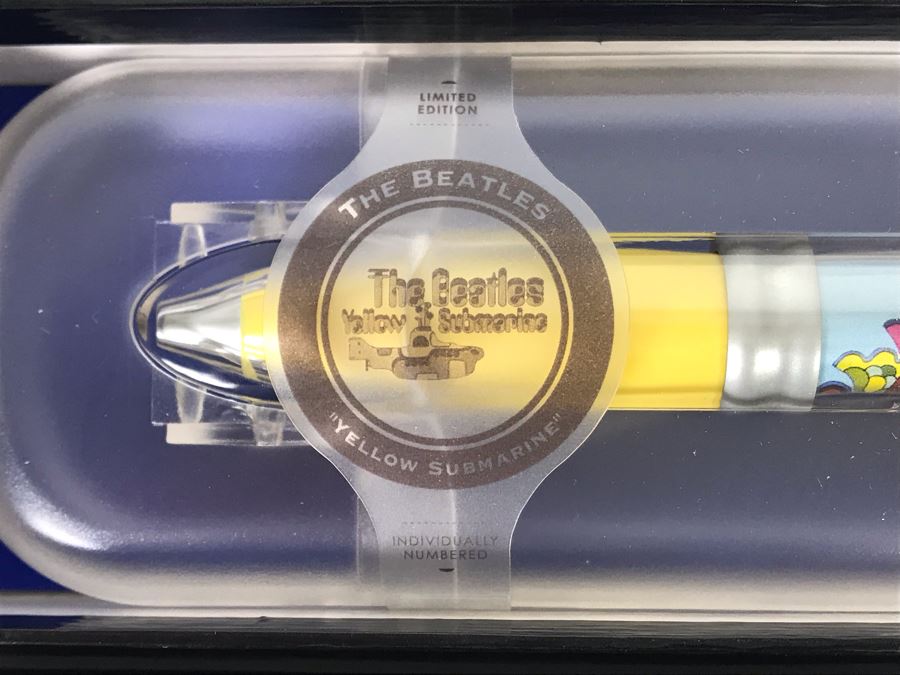 LIMITED
EDITION
THE BEATLES
The Beatles
Yellow Submarine
"YELLOW SUBMARINE"
INDIVIDUALLY
NUMBERED